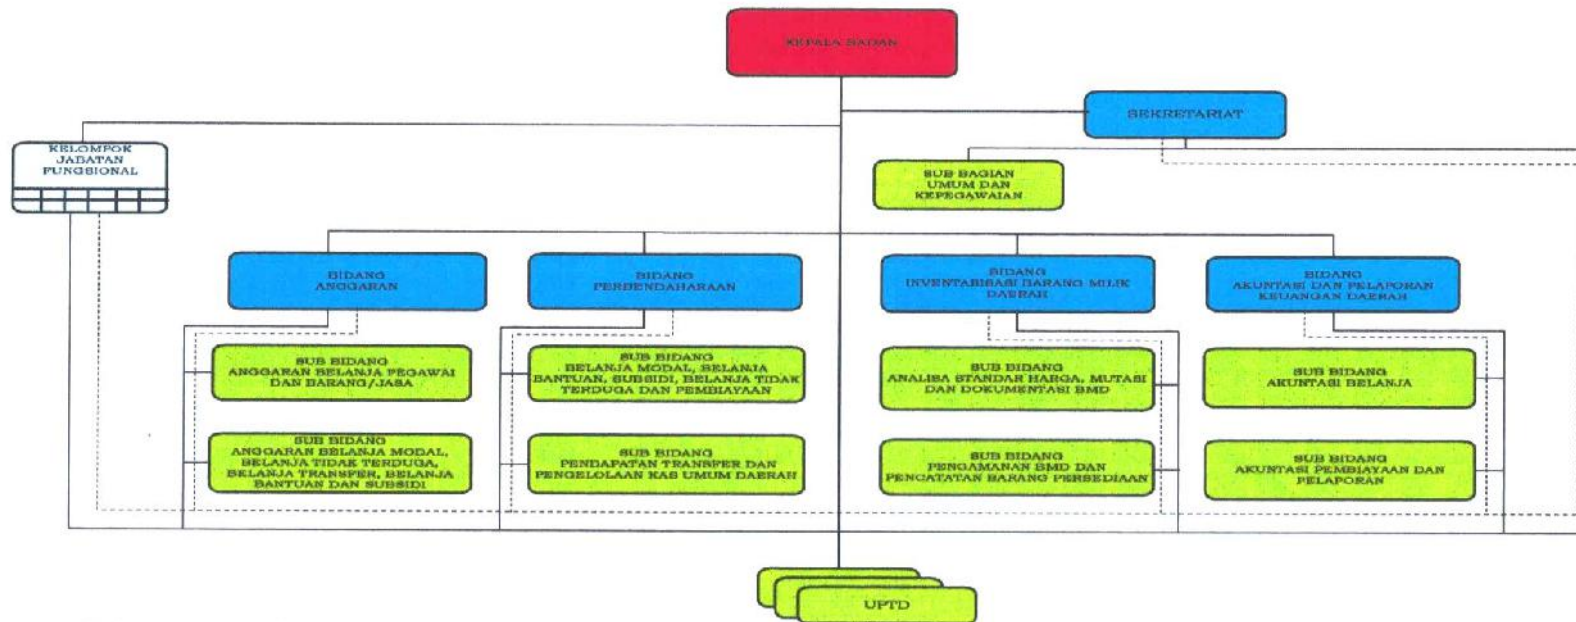 KEPALA BADAN
SEKRETARIAT
KELOMPOK
JABATAN
FUNGSIONAL
SUB BAGIAN
UMUM DAN
KEPEGAWAIAN
BIDANG
ANGGARAN
BIDANG
PERBENDAHARAAN
BIDANG
INVENTARISASI BARANG MILIK
DAERAH
BIDANG
AKUNTASI DAN PELAPORAN
KEUANGAN DAERAH
SUB BIDANG
ANGGARAN BELANJA PEGAWAI
DAN BARANG/JASA
SUB BIDANG
BELANJA MODAL, BELANJA
BANTUAN, SUBSIDI, BELANJA TIDAK
TERDUGA DAN PEMBIAYAAN
SUB BIDANG
ANALISA STANDAR HARGA, MUTASI
DAN DOKUMENTASI BMD
SUB BIDANG
AKUNTASI BELANJA
SUB BIDANG
ANGGARAN BELANJA MODAL,
BELANJA TIDAK TERDUGA,
BELANJA TRANSFER, BELANJA
BANTUAN DAN SUBSIDI
SUB BIDANG
PENDAPATAN TRANSFER DAN
PENGELOLAAN KAS UMUM DAERAH
SUB BIDANG
PENGAMANAN BMD DAN
PENCATATAN BARANG PERSEDIAAN
SUB BIDANG
AKUNTASI PEMBIAYAAN DAN
PELAPORAN
UPTD